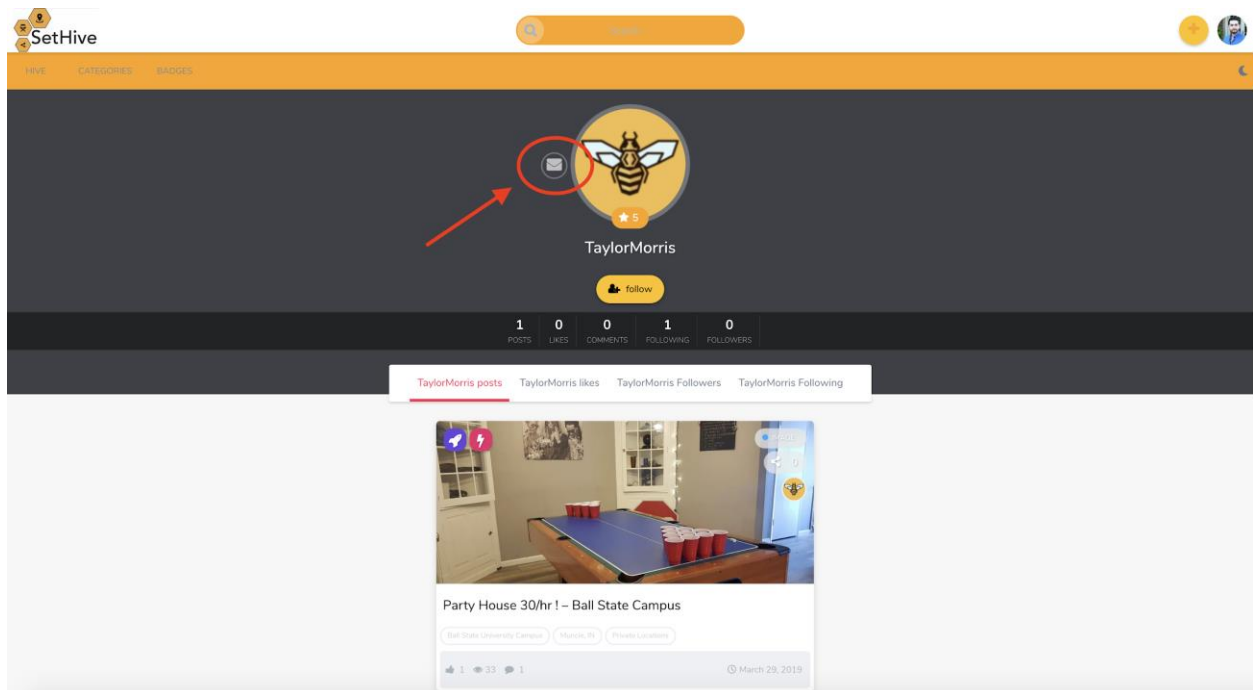 SetHive
HIVE CATEGORIES BADGES
5
TaylorMorris
follow
1 0 0 1 0
POSTS LIKES COMMENTS FOLLOWING FOLLOWERS
TaylorMorris posts TaylorMorris likes TaylorMorris Followers TaylorMorris Following
0
Party House 30/hr ! – Ball State Campus
Ball State University Campus Muncie, IN Private Locations
1 33 1 March 29, 2019